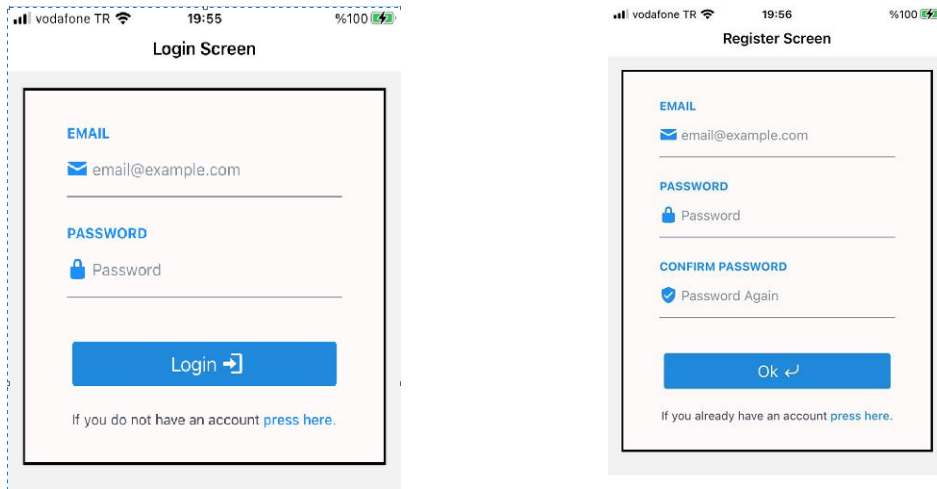 vodafone TR 19:55 %100
Login Screen
EMAIL
email@example.com
PASSWORD
Password
Login
If you do not have an account press here.
vodafone TR 19:56 %100
Register Screen
EMAIL
email@example.com
PASSWORD
Password
CONFIRM PASSWORD
Password Again
Ok
If you already have an account press here.